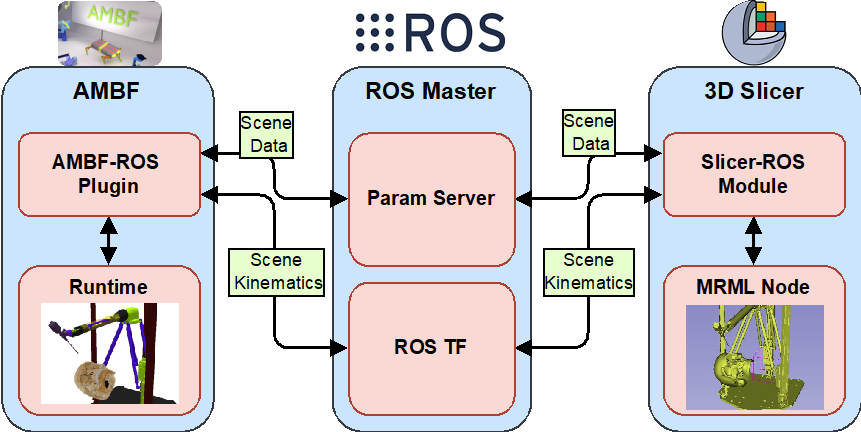 AMBF
ROS
AMBF
ROS Master
3D Slicer
Scene
Data
Scene
Data
AMBF-ROS
Plugin
Param Server
Slicer-ROS
Module
Scene
Kinematics
Scene
Kinematics
Runtime
ROS TF
MRML Node